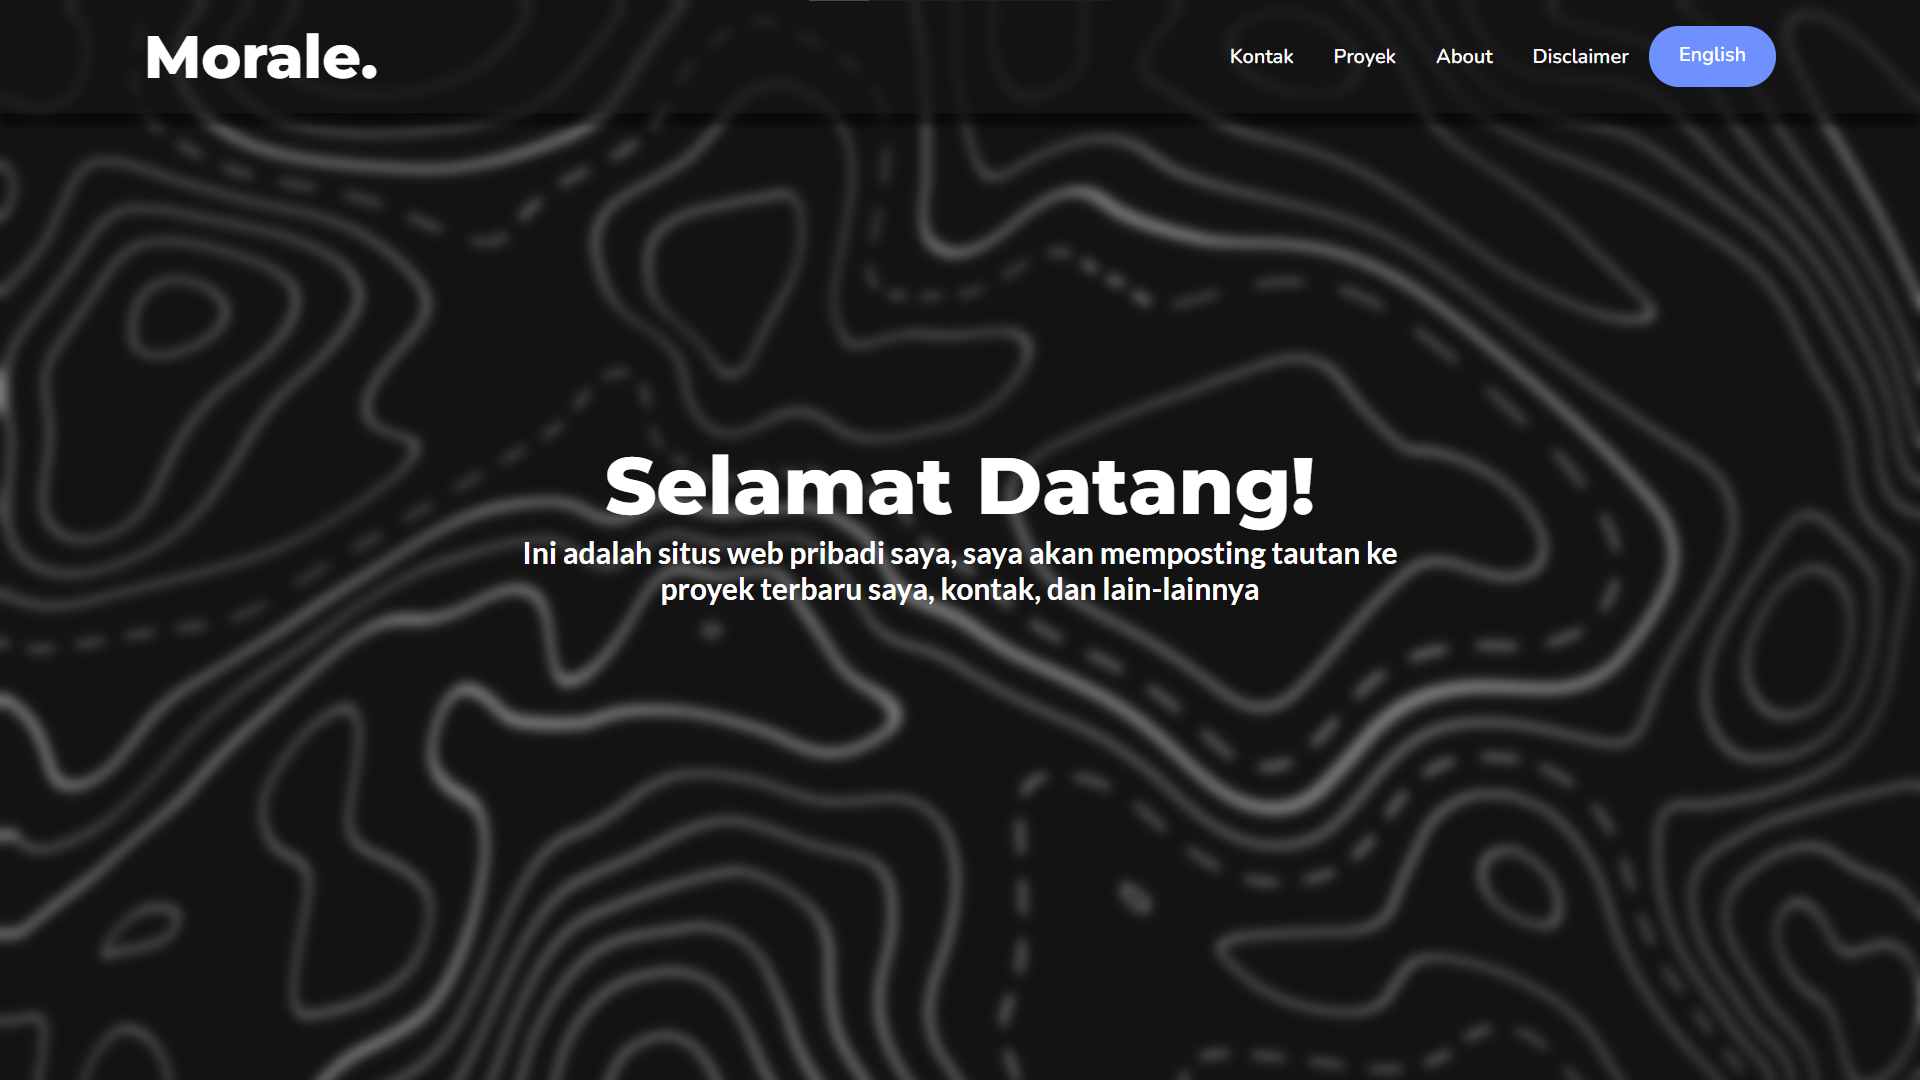 Morale.
Kontak Proyek About Disclaimer English
Selamat Datang!
Ini adalah situs web pribadi saya, saya akan memposting tautan ke
proyek terbaru saya, kontak, dan lain-lainnya